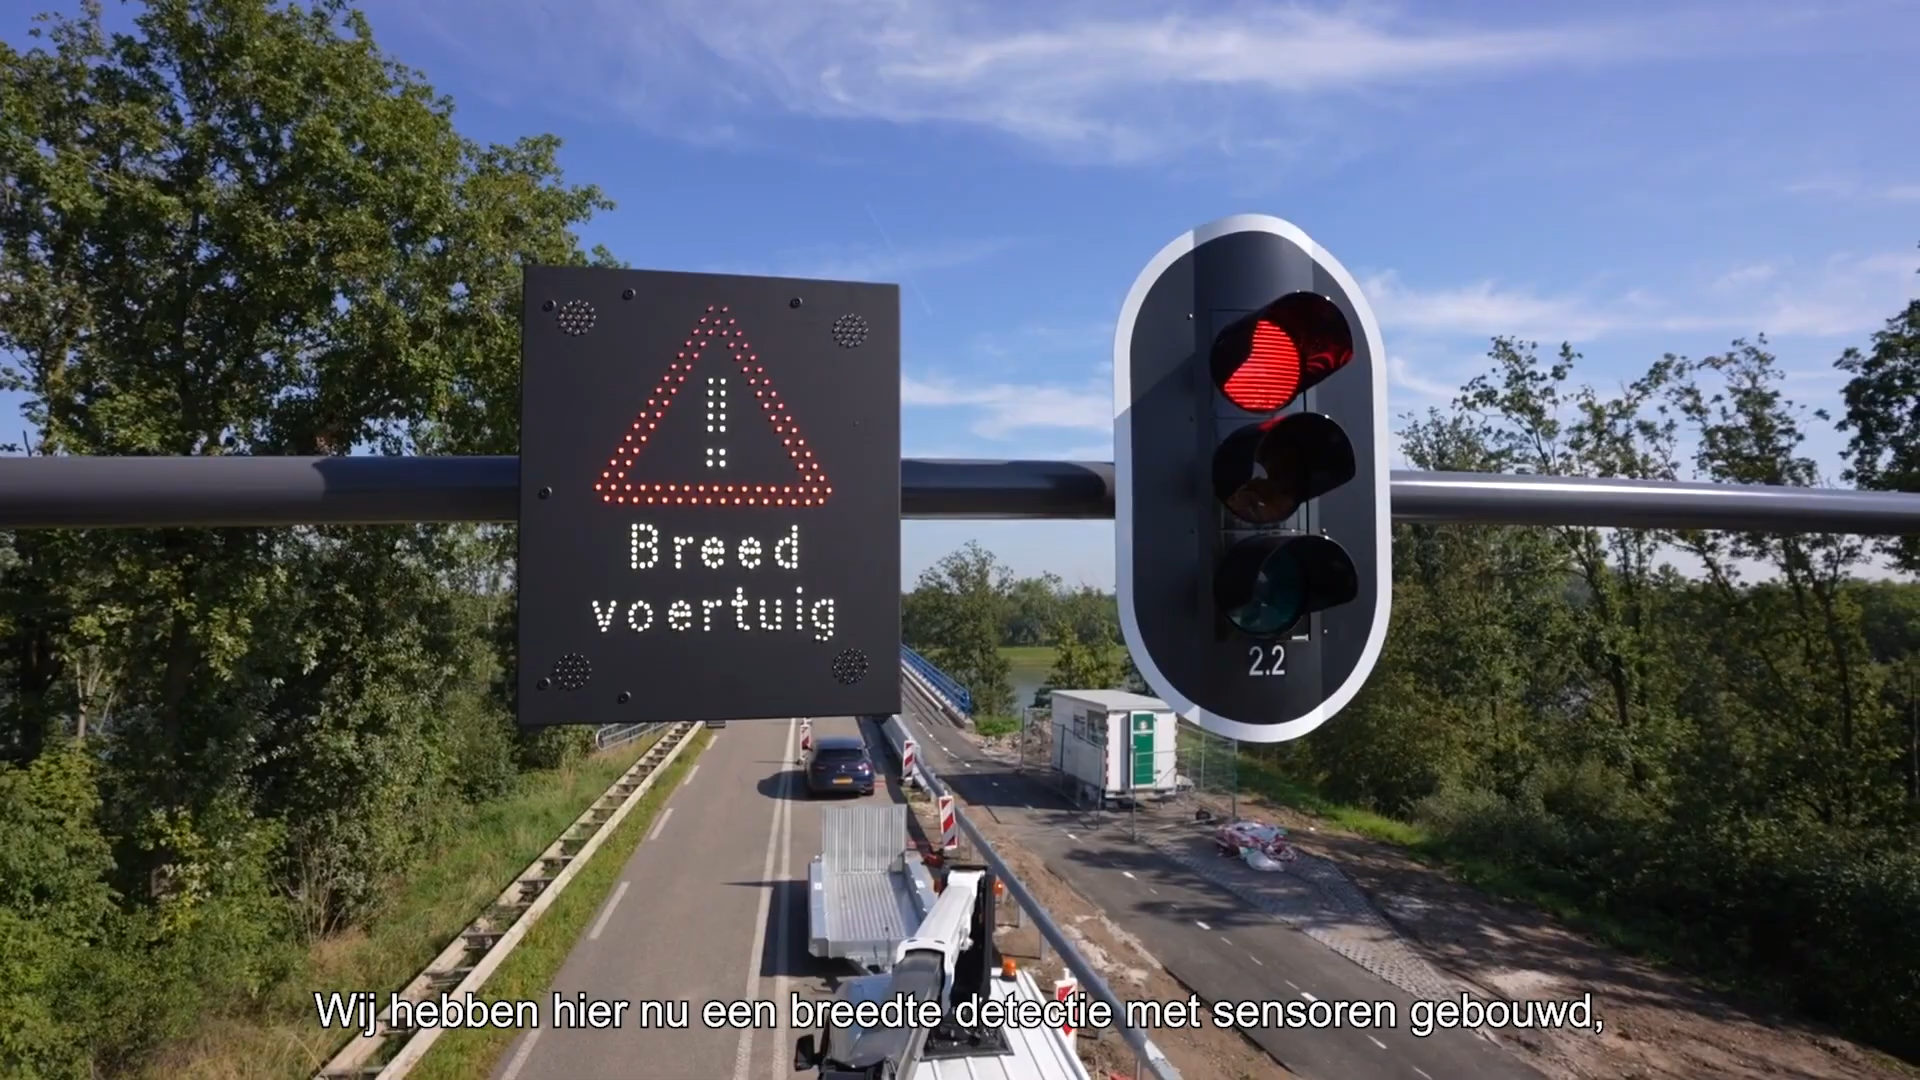 Breed
voertuig
2.2
Wij hebben hier nu een breedte detectie met sensoren gebouwd,